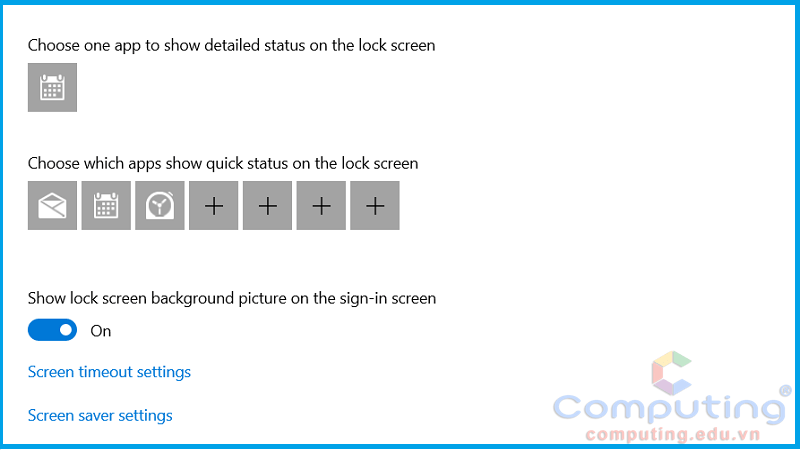 Choose one app to show detailed status on the lock screen
Choose which apps show quick status on the lock screen
Show lock screen background picture on the sign-in screen
On
Screen timeout settings
Screen saver settings
Computing®
computing.edu.vn